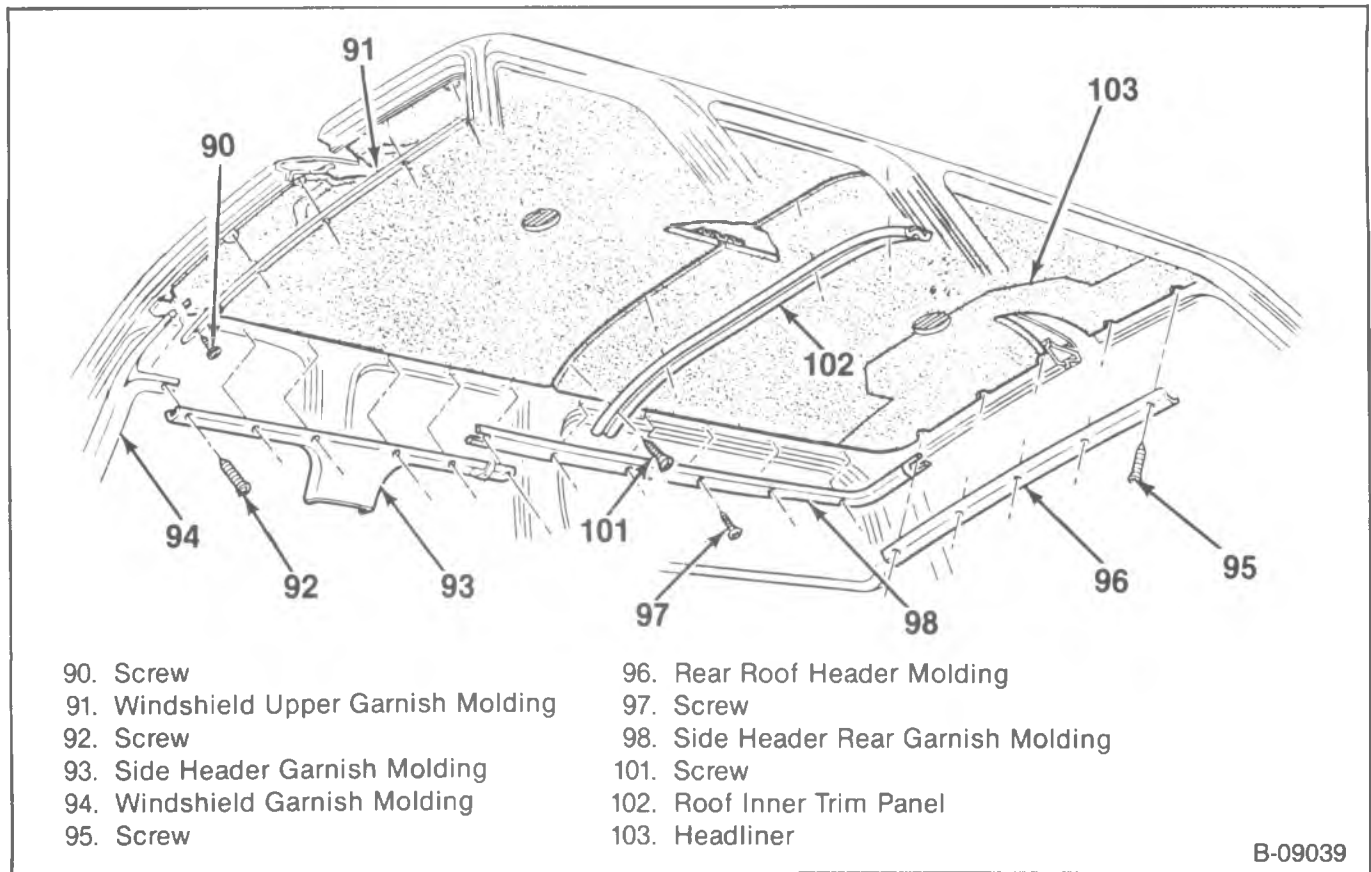 91
103
90
102
94
92
93
101
97
98
96
95
90. Screw
91. Windshield Upper Garnish Molding
92. Screw
93. Side Header Garnish Molding
94. Windshield Garnish Molding
95. Screw
96. Rear Roof Header Molding
97. Screw
98. Side Header Rear Garnish Molding
101. Screw
102. Roof Inner Trim Panel
103. Headliner
B-09039